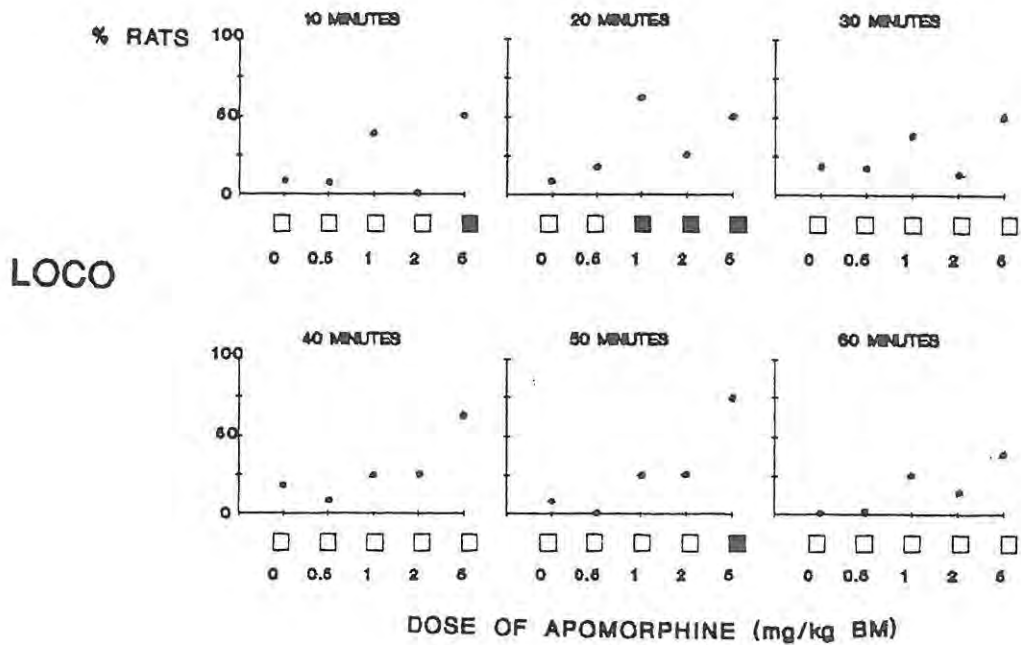 10 MINUTES 20 MINUTES 30 MINUTES
% RATS 100
50
0
0 0.5 1 2 5 0 0.5 1 2 5 0 0.5 1 2 5
LOCO
40 MINUTES 50 MINUTES 60 MINUTES
100
50
0
0 0.5 1 2 5 0 0.5 1 2 5 0 0.5 1 2 5
DOSE OF APOMORPHINE (mg/kg BM)